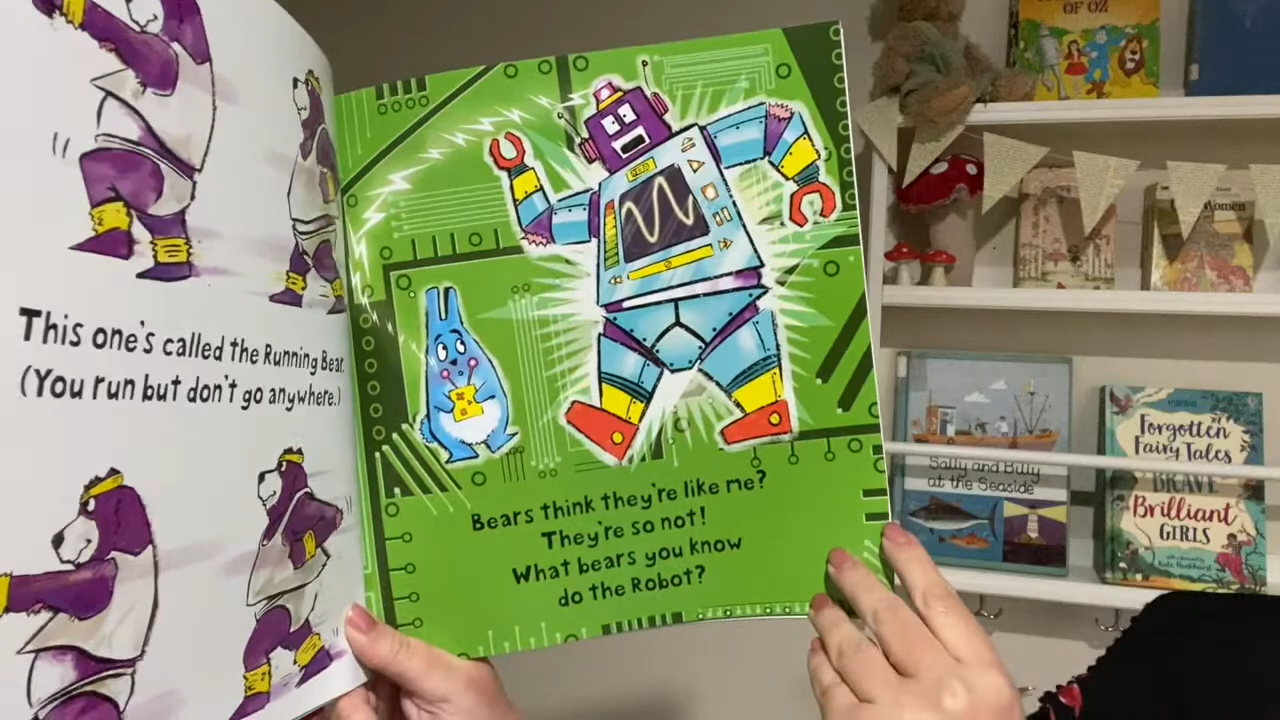 This one's called the Running Bear.
(You run but don't go anywhere.)
Bears think they're like me?
They're so not!
What bears you know
do the Robot?
OF OZ
Women
Sally and Billy
at the Seaside
Forgotten
Fairy Tales
BRAVE
Brilliant
GIRLS